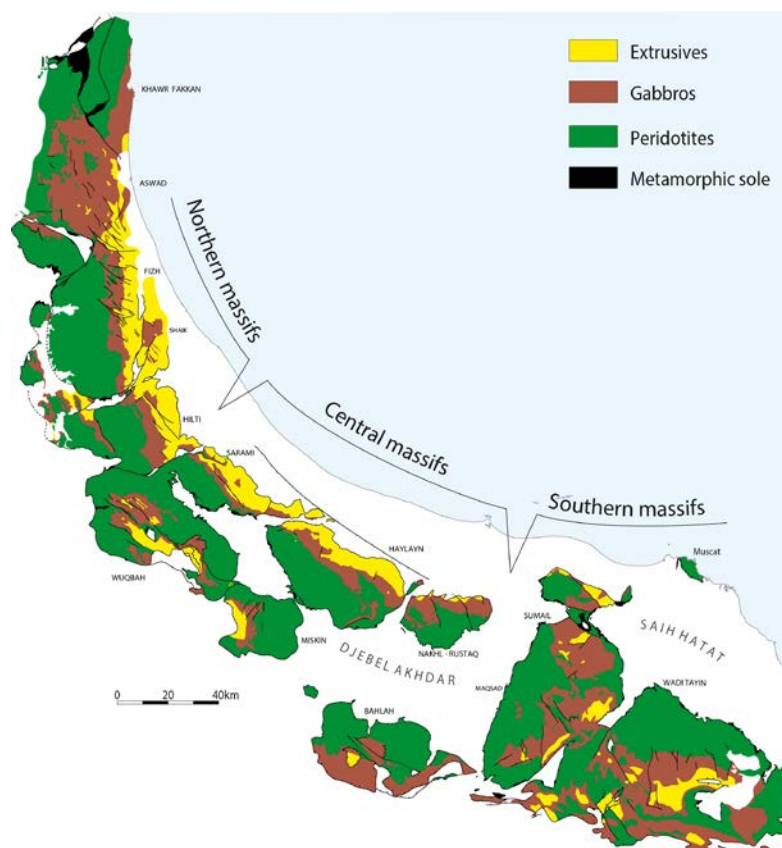 Extrusives
Gabbros
Peridotites
Metamorphic sole
KHAWR FAKKAN
ASWAD
Northern massifs
FIZH
SHAIK
HILTI
SARAMI
Central massifs
Southern massifs
Muscat
HAYLAYN
WUQBAH
MISKIN
NAKHL - RUSTAQ
SUMAIL
SAIH HATAT
DJEBEL AKHDAR
MAQSAD
WADI TAYIN
0 20 40km
BAHLAH